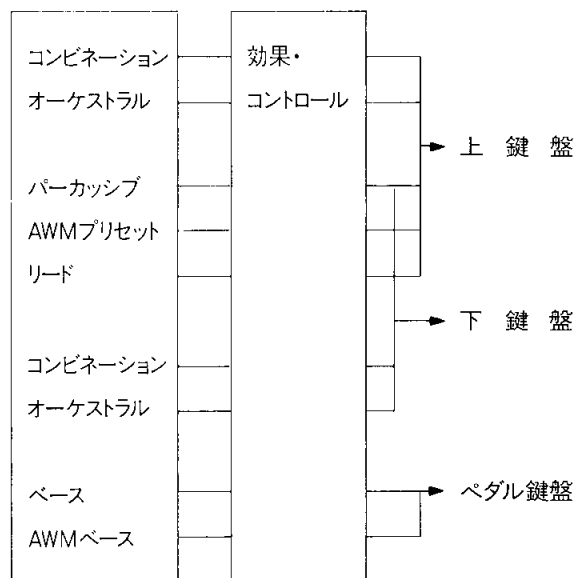 コンビネーション
オーケストラル
パーカッシブ
AWMプリセット
リード
コンビネーション
オーケストラル
ベース
AWMベース
効果・
コントロール
上鍵盤
下鍵盤
ペダル鍵盤